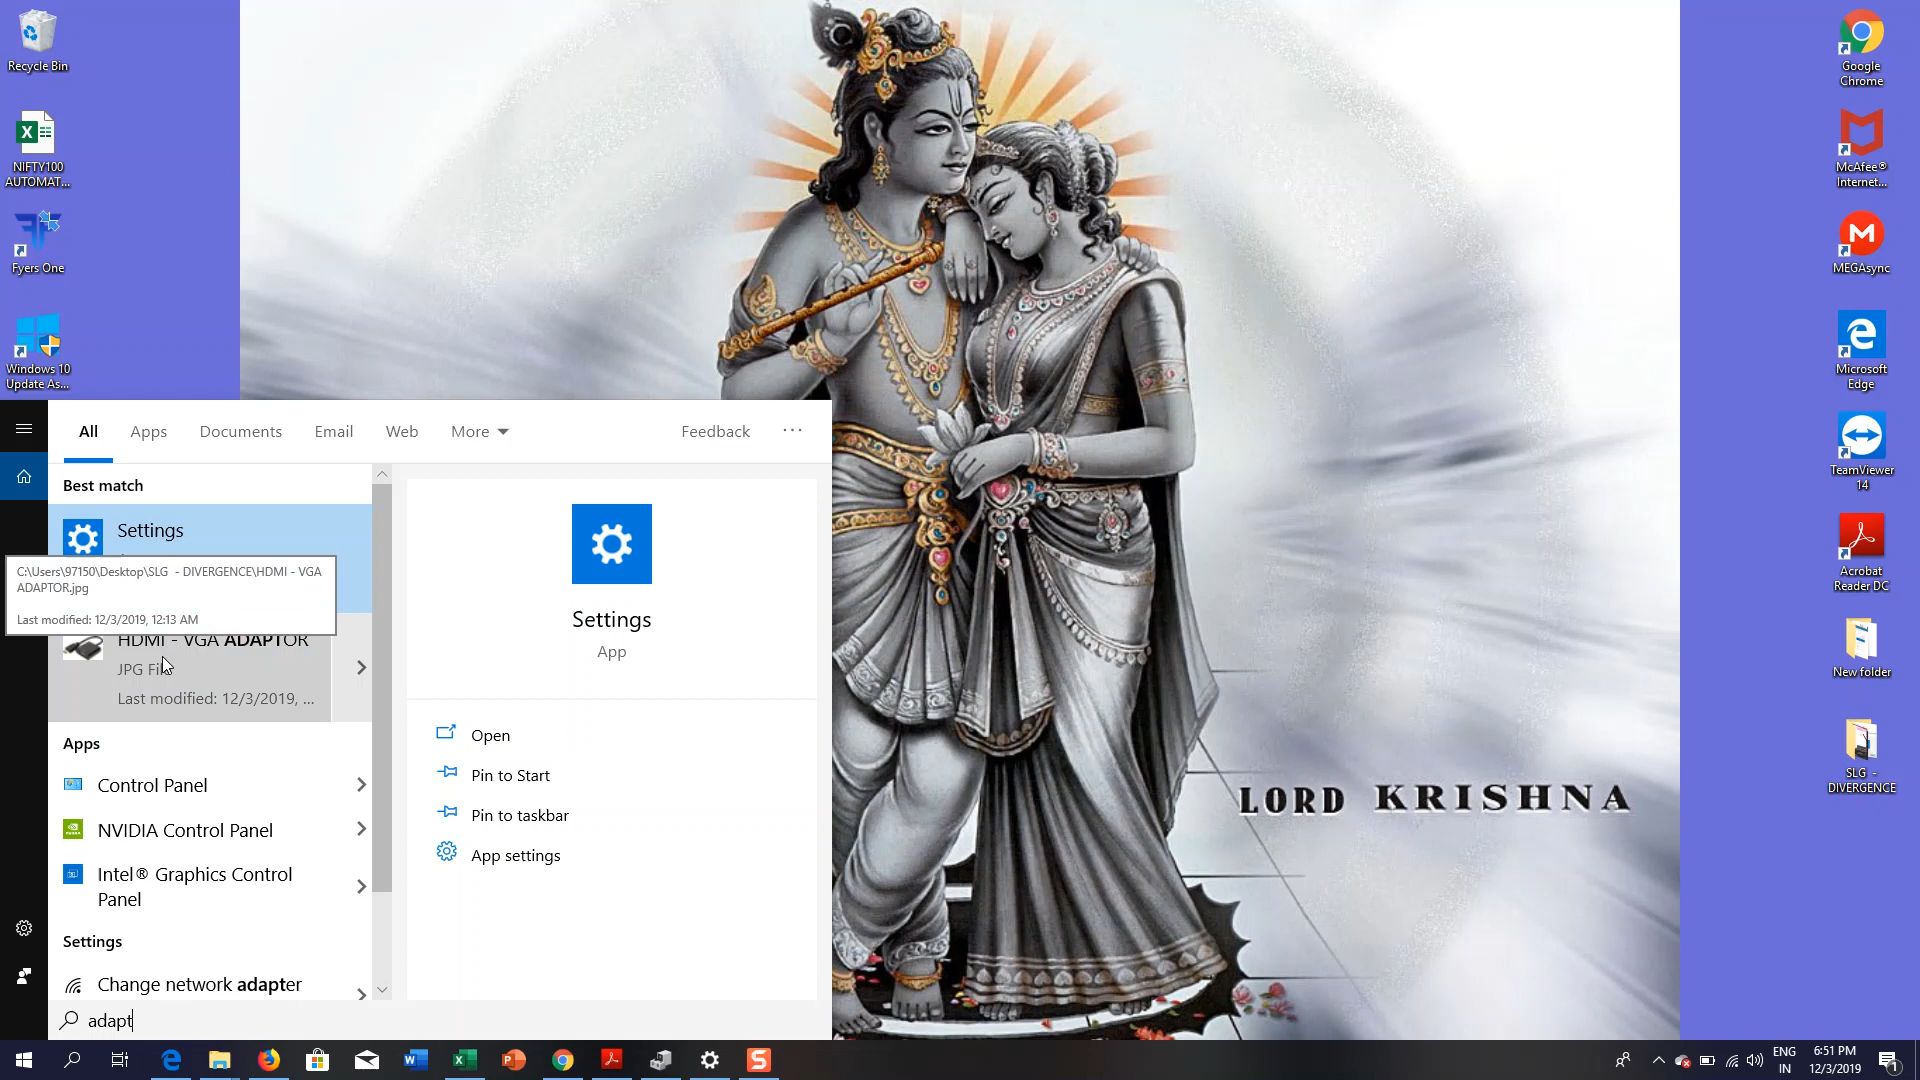 Recycle Bin
NIFTY100
AUTOMAT...
Fyers One
Windows 10
Update As...
Google
Chrome
McAfee®
Internet...
MEGAsync
Microsoft
Edge
TeamViewer
14
Acrobat
Reader DC
New folder
SLG -
DIVERGENCE
LORD KRISHNA
All
Apps
Documents
Email
Web
More
Feedback
Best match
Settings
C:\Users\97150\Desktop\SLG - DIVERGENCE\HDMI - VGA
ADAPTOR.jpg
Last modified: 12/3/2019, 12:13 AM
HDMI - VGA ADAPTOR
JPG File
Last modified: 12/3/2019, ...
Apps
Control Panel
NVIDIA Control Panel
Intel® Graphics Control
Panel
Settings
Change network adapter
adapt
Settings
App
Open
Pin to Start
Pin to taskbar
App settings
ENG
IN
6:51 PM
12/3/2019
1